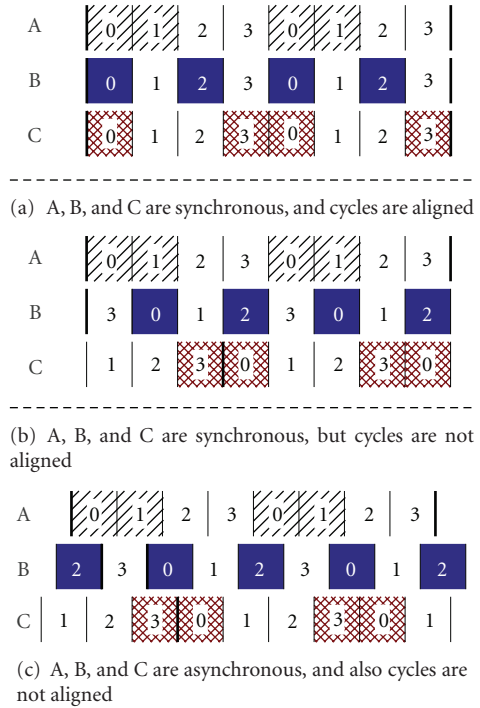 A 0 1 2 3 0 1 2 3
B 0 1 2 3 0 1 2 3
C 0 1 2 3 0 1 2 3
(a) A, B, and C are synchronous, and cycles are aligned
A 0 1 2 3 0 1 2 3
B 3 0 1 2 3 0 1 2
C 1 2 3 0 1 2 3 0
(b) A, B, and C are synchronous, but cycles are not
aligned
A 0 1 2 3 0 1 2 3
B 2 3 0 1 2 3 0 1 2
C 1 2 3 0 1 2 3 0 1
(c) A, B, and C are asynchronous, and also cycles are
not aligned